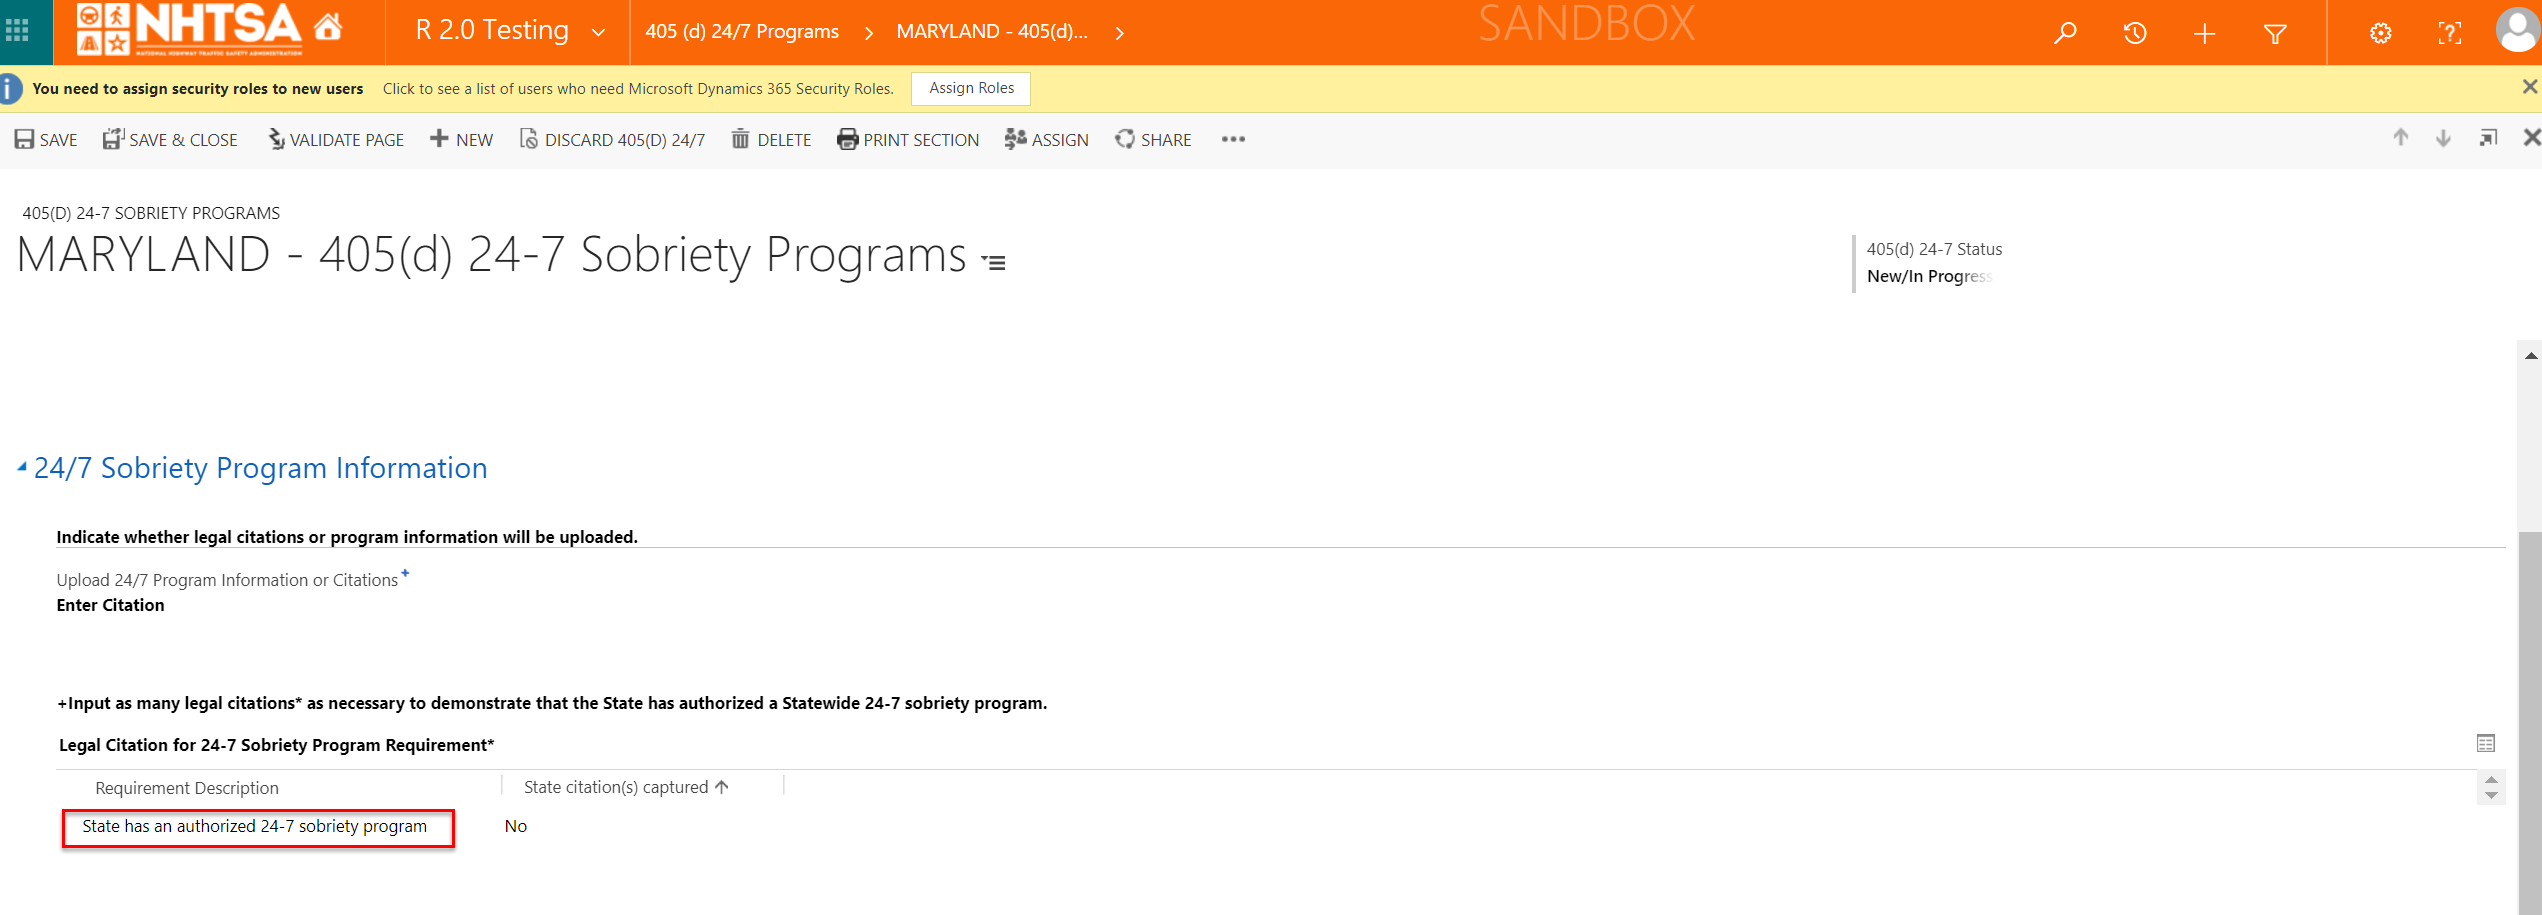 NHTSA
NATIONAL HIGHWAY TRAFFIC SAFETY ADMINISTRATION
R 2.0 Testing
405 (d) 24/7 Programs
MARYLAND - 405(d)...
SANDBOX
You need to assign security roles to new users Click to see a list of users who need Microsoft Dynamics 365 Security Roles. Assign Roles
SAVE SAVE & CLOSE VALIDATE PAGE NEW DISCARD 405(D) 24/7 DELETE PRINT SECTION ASSIGN SHARE •••
405(D) 24-7 SOBRIETY PROGRAMS
MARYLAND - 405(d) 24-7 Sobriety Programs
405(d) 24-7 Status
New/In Progress
24/7 Sobriety Program Information
Indicate whether legal citations or program information will be uploaded.
Upload 24/7 Program Information or Citations+
Enter Citation
+Input as many legal citations* as necessary to demonstrate that the State has authorized a Statewide 24-7 sobriety program.
Legal Citation for 24-7 Sobriety Program Requirement*
Requirement Description State citation(s) captured ↑
State has an authorized 24-7 sobriety program No